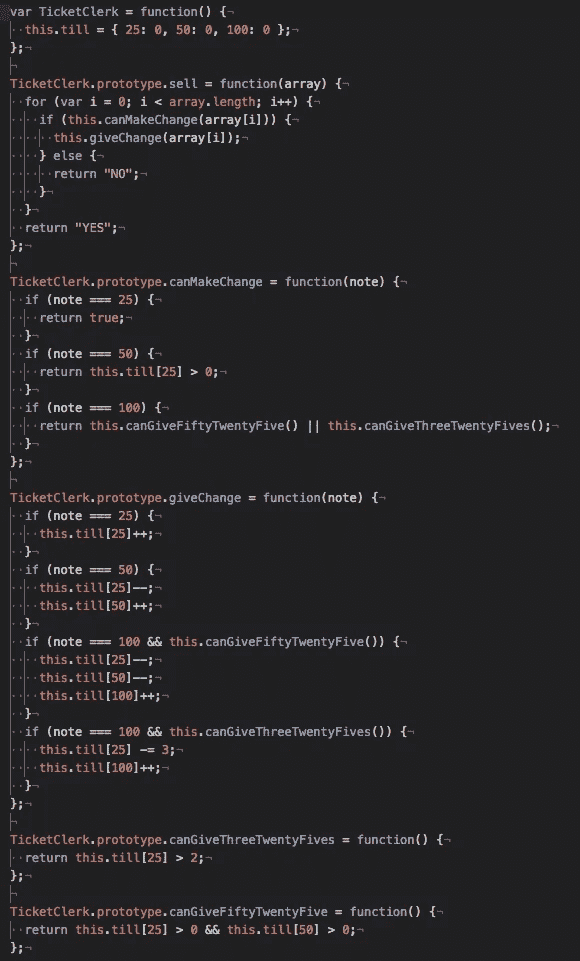 var TicketClerk = function() {
  this.till = { 25: 0, 50: 0, 100: 0 };
};

TicketClerk.prototype.sell = function(array) {
  for (var i = 0; i < array.length; i++) {
    if (this.canMakeChange(array[i])) {
      this.giveChange(array[i]);
    } else {
      return "NO";
    }
  }
  return "YES";
};

TicketClerk.prototype.canMakeChange = function(note) {
  if (note === 25) {
    return true;
  }
  if (note === 50) {
    return this.till[25] > 0;
  }
  if (note === 100) {
    return this.canGiveFiftyTwentyFive() || this.canGiveThreeTwentyFives();
  }
};

TicketClerk.prototype.giveChange = function(note) {
  if (note === 25) {
    this.till[25]++;
  }
  if (note === 50) {
    this.till[25]--;
    this.till[50]++;
  }
  if (note === 100 && this.canGiveFiftyTwentyFive()) {
    this.till[25]--;
    this.till[50]--;
    this.till[100]++;
  }
  if (note === 100 && this.canGiveThreeTwentyFives()) {
    this.till[25] -= 3;
    this.till[100]++;
  }
};

TicketClerk.prototype.canGiveThreeTwentyFives = function() {
  return this.till[25] > 2;
};

TicketClerk.prototype.canGiveFiftyTwentyFive = function() {
  return this.till[25] > 0 && this.till[50] > 0;
};